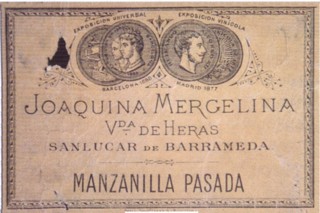 EXPOSICION UNIVERSAL
EXPOSICION VINICOLA
BARCELONA
MADRID 1877
JOAQUINA MERGELINA
VDA. DE HERAS
SANLUCAR DE BARRAMEDA
MANZANILLA PASADA